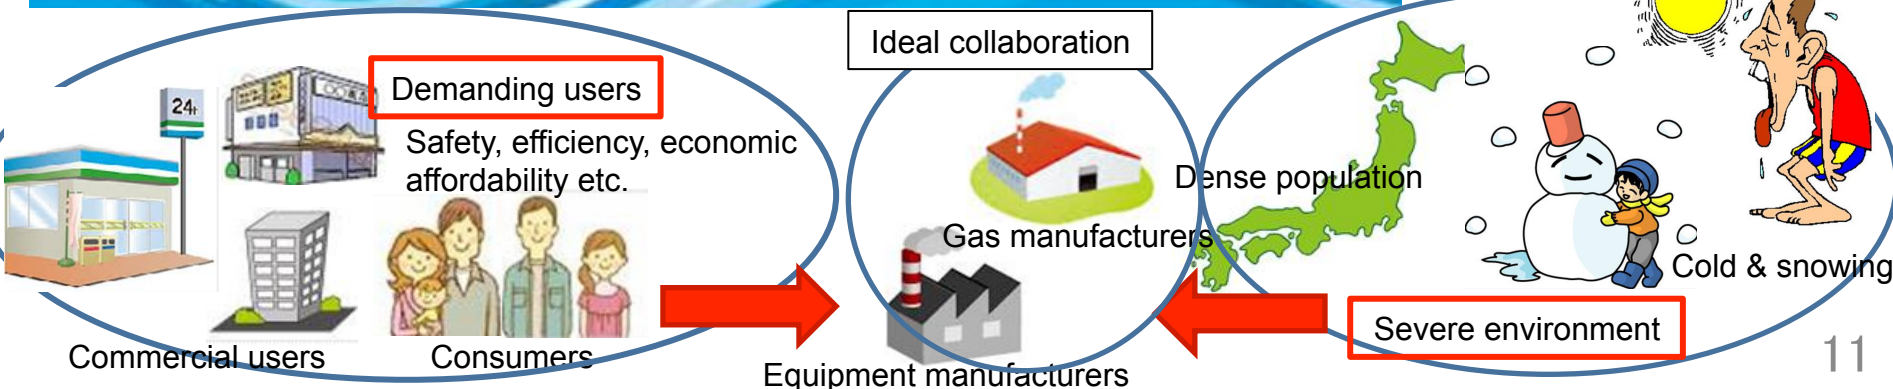 Ideal collaboration
Demanding users
Safety, efficiency, economic
affordability etc.
24h
Commercial users
Consumers
Gas manufacturers
Equipment manufacturers
Dense population
Cold & snowing
Severe environment
11